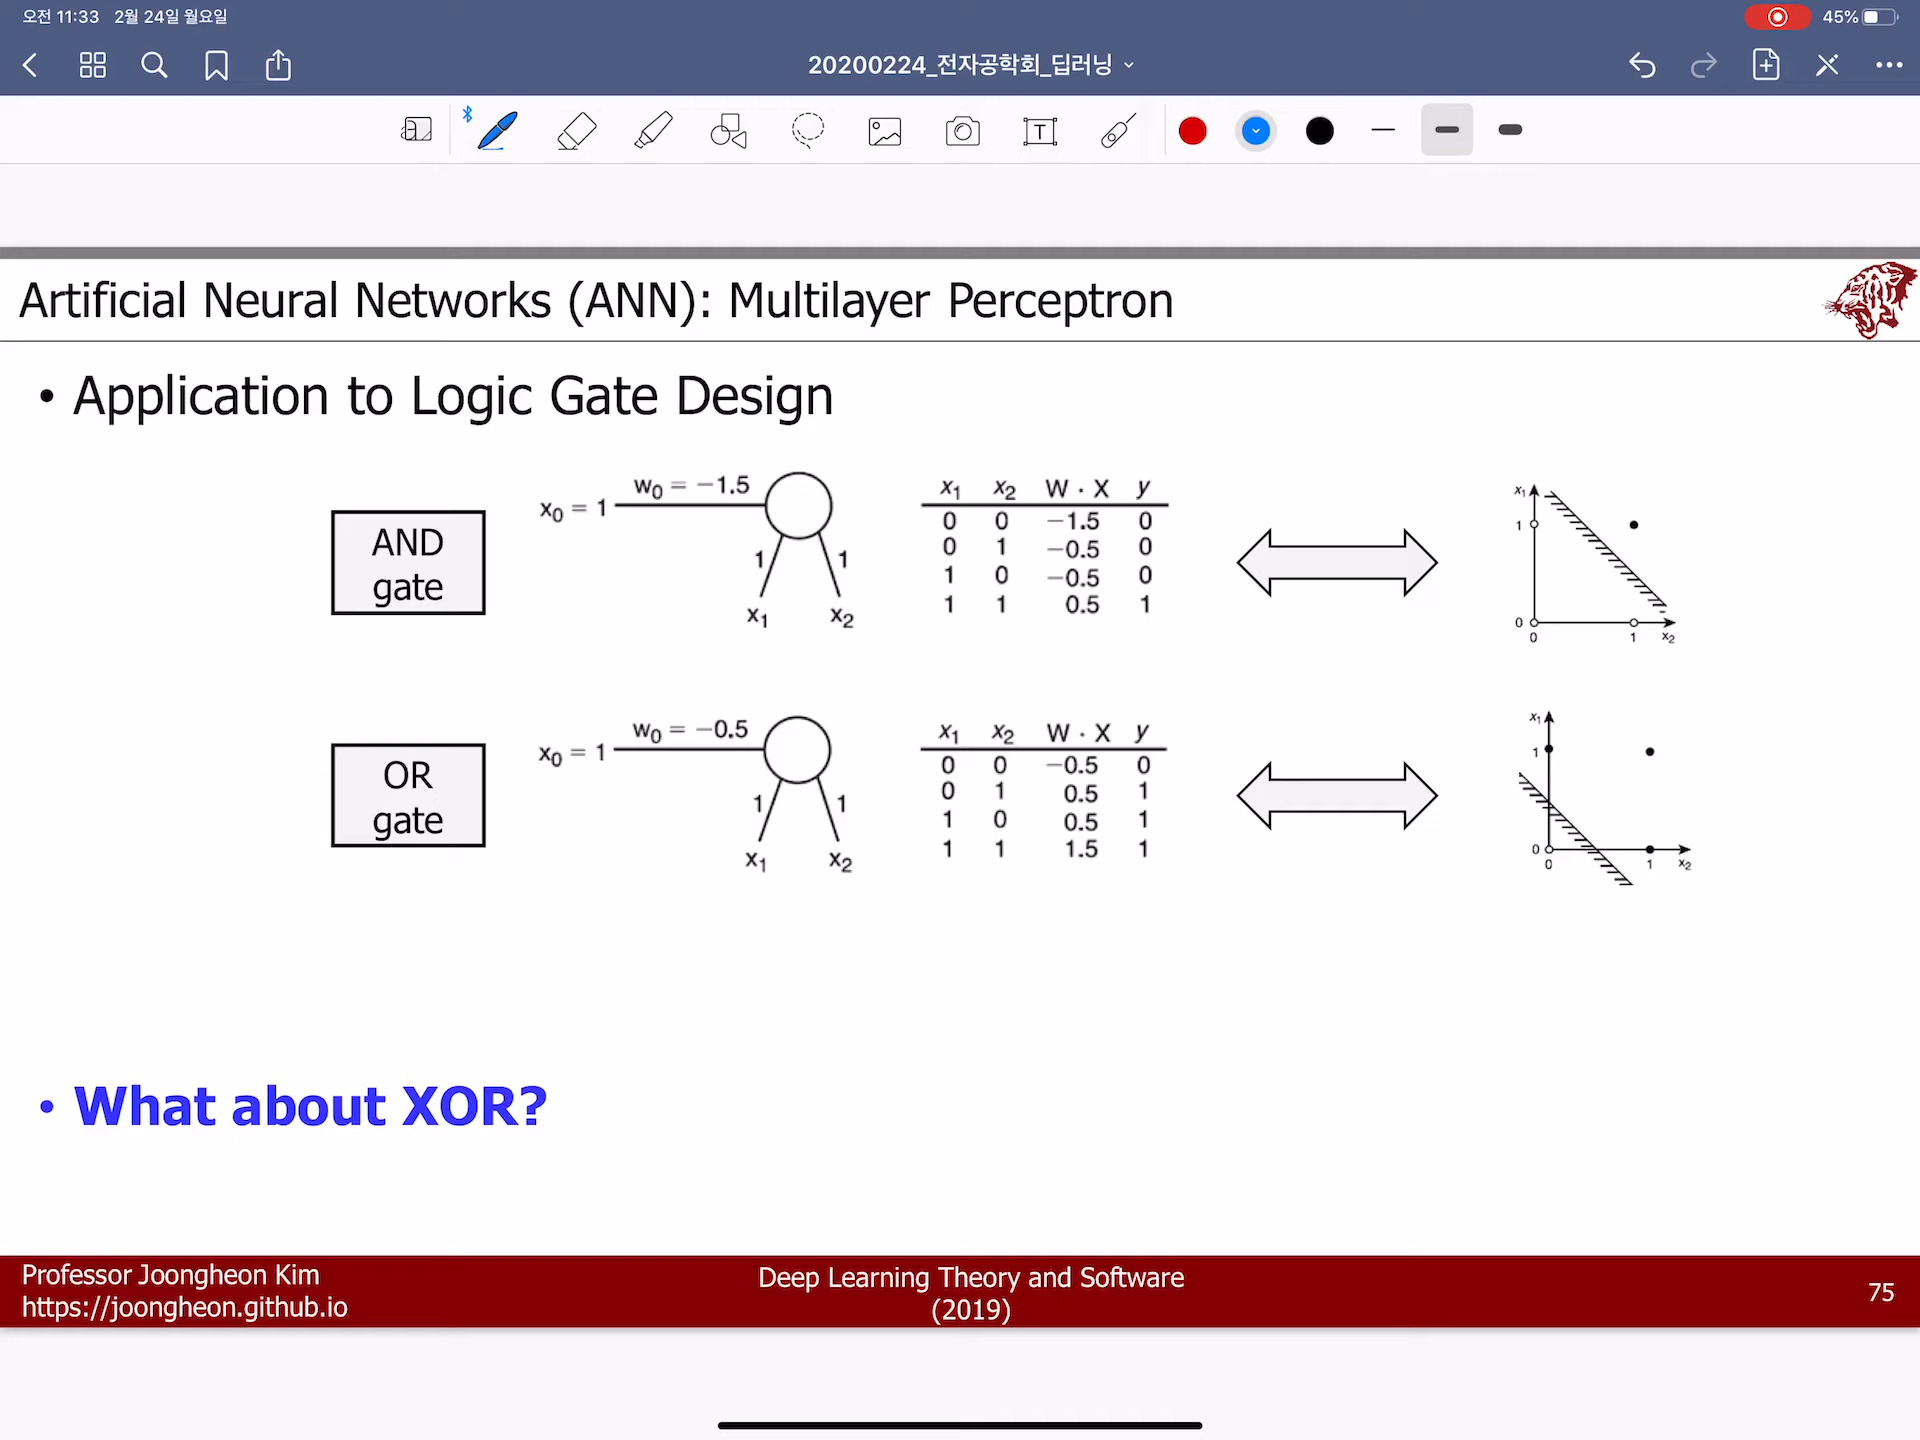 오전 11:33 2월 24일 월요일
45%
20200224_전자공학회_딥러닝
Artificial Neural Networks (ANN): Multilayer Perceptron
• Application to Logic Gate Design
AND
gate
x₀ = 1
w₀ = −1.5
1 1
x₁ x₂
x₁ x₂ W · X y
0 0 −1.5 0
0 1 −0.5 0
1 0 −0.5 0
1 1 0.5 1
x₁
1
0
0 1 x₂
OR
gate
x₀ = 1
w₀ = −0.5
1 1
x₁ x₂
x₁ x₂ W · X y
0 0 −0.5 0
0 1 0.5 1
1 0 0.5 1
1 1 1.5 1
x₁
1
0
0 1 x₂
• What about XOR?
Professor Joongheon Kim
https://joongheon.github.io
Deep Learning Theory and Software
(2019)
75